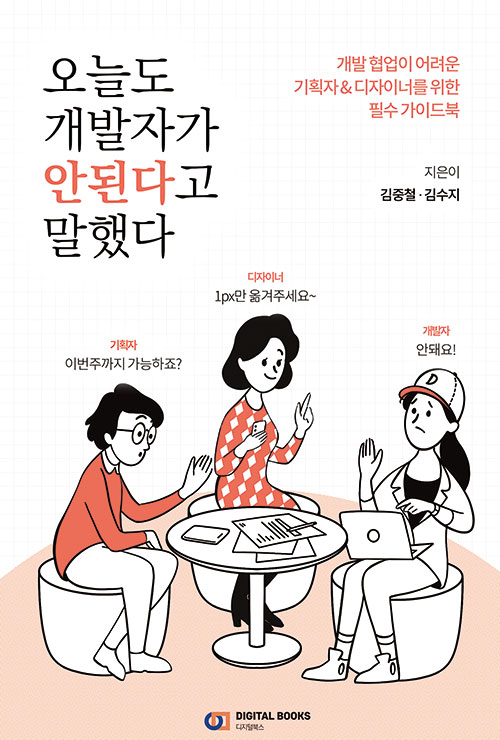 오늘도
개발자가
안된다고
말했다
개발 협업이 어려운
기획자 & 디자이너를 위한
필수 가이드북
지은이
김중철 · 김수지
디자이너
1px만 옮겨주세요~
기획자
이번주까지 가능하죠?
개발자
안돼요!
D
DIGITAL BOOKS
디지털북스